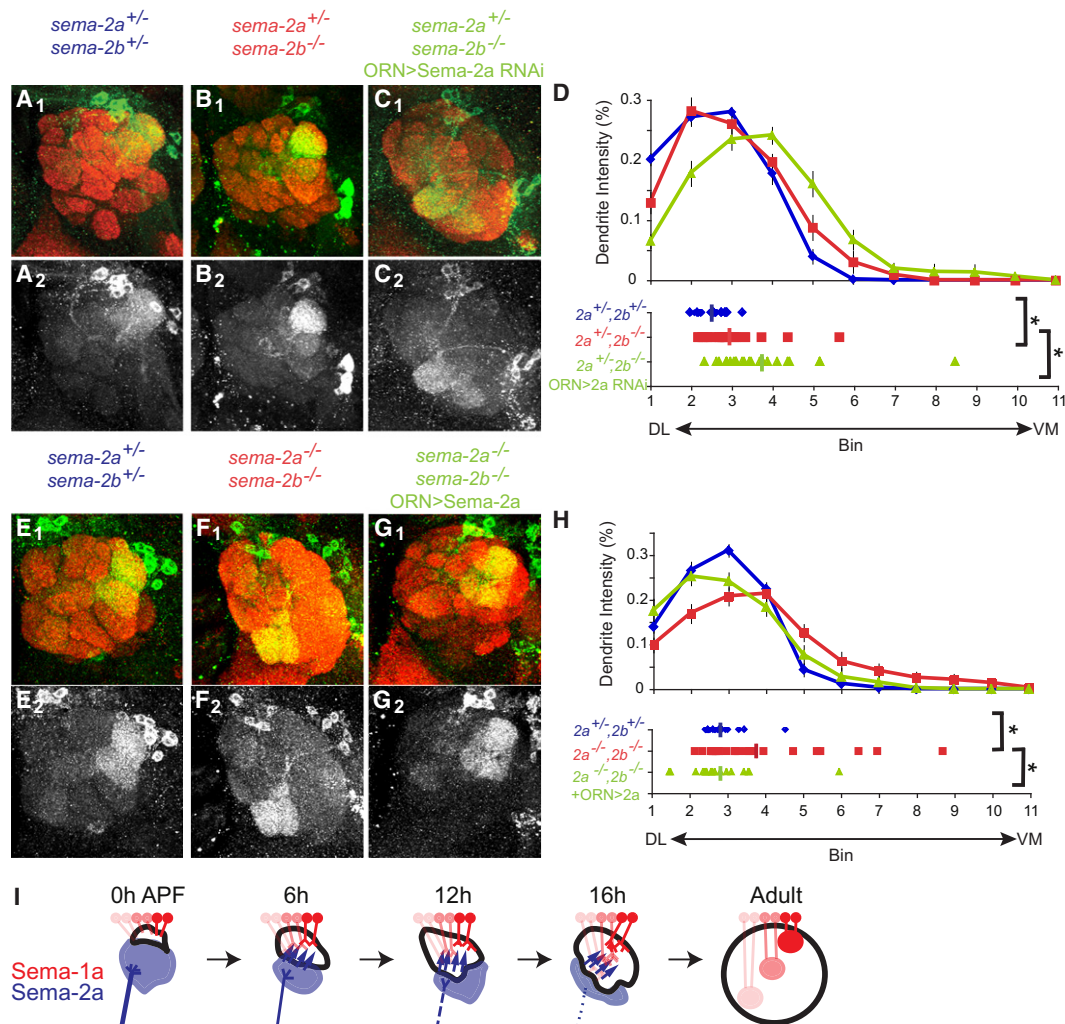 sema-2a+/- sema-2a+/- sema-2a+/-
sema-2b+/- sema-2b-/- sema-2b-/-
ORN>Sema-2a RNAi
A1 B1 C1
A2 B2 C2
D
Dendrite Intensity (%)
0.3
0.2
0.1
0
2a+/-,2b+/-
2a+/-,2b-/-
2a+/-,2b-/-
ORN>2a RNAi
*
*
1 2 3 4 5 6 7 8 9 10 11
DL VM
Bin
sema-2a+/- sema-2a-/- sema-2a-/-
sema-2b+/- sema-2b-/- sema-2b-/-
ORN>Sema-2a
E1 F1 G1
E2 F2 G2
H
Dendrite Intensity (%)
0.3
0.2
0.1
0
2a+/-,2b+/-
2a-/-,2b-/-
2a-/-,2b-/-
+ORN>2a
*
*
1 2 3 4 5 6 7 8 9 10 11
DL VM
Bin
I
0h APF 6h 12h 16h Adult
Sema-1a
Sema-2a